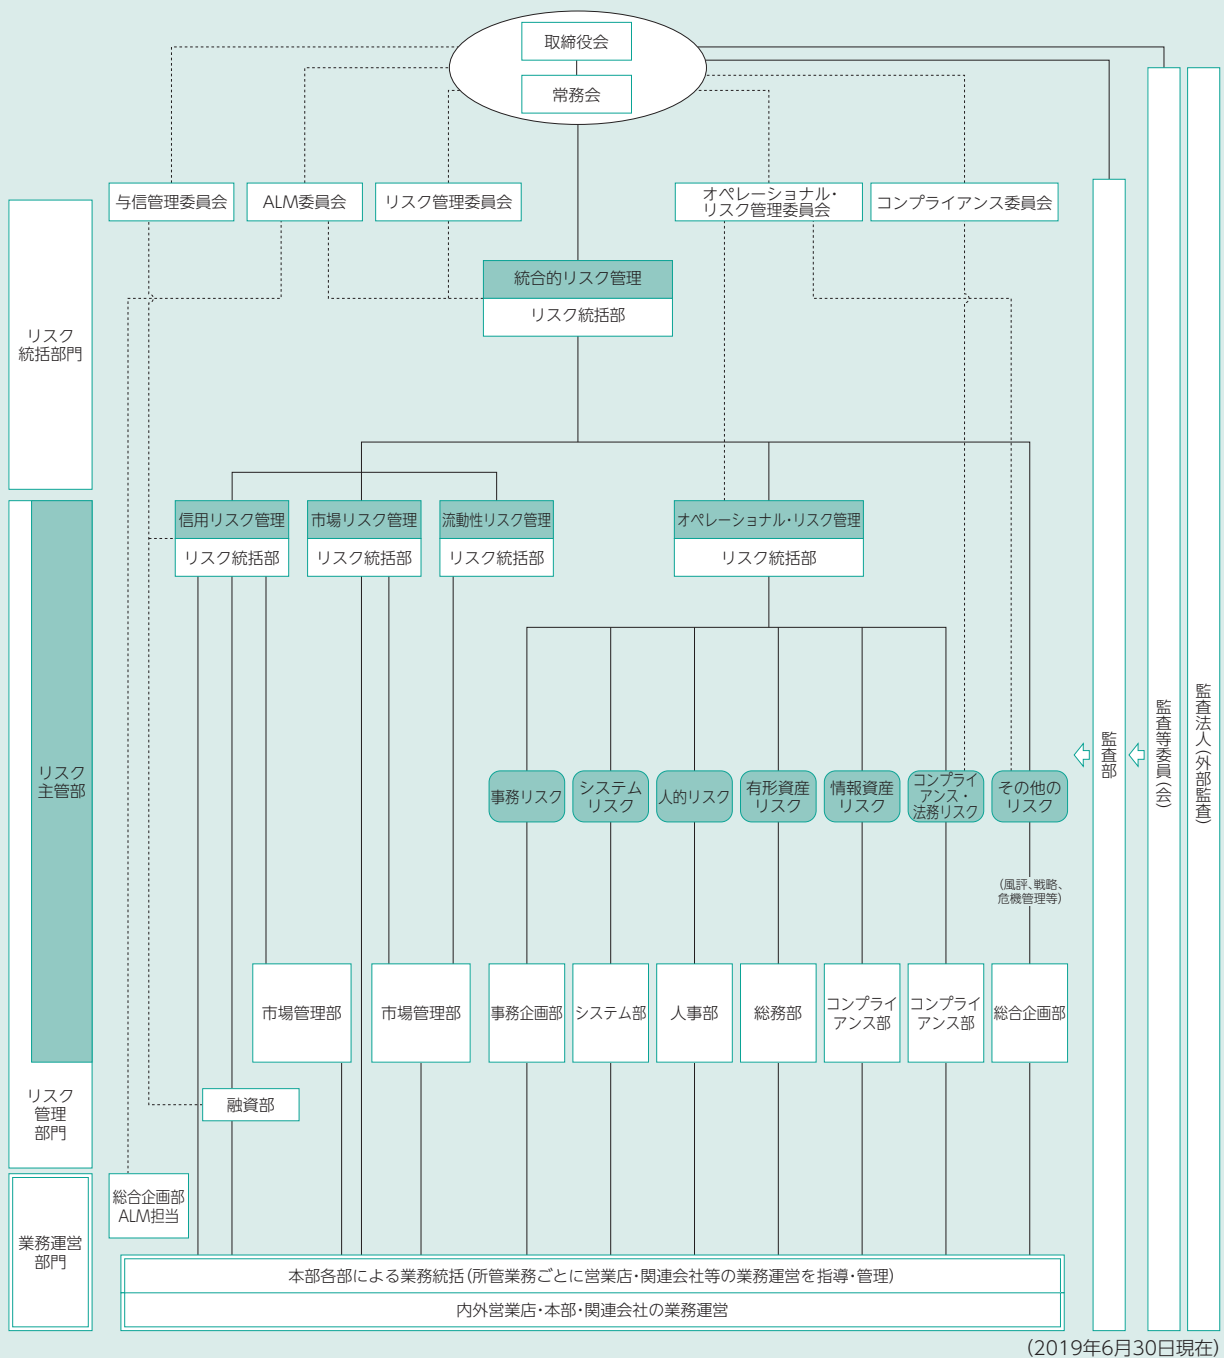 取締役会
常務会
与信管理委員会
ALM委員会
リスク管理委員会
オペレーショナル・
リスク管理委員会
コンプライアンス委員会
統合的リスク管理
リスク統括部
リスク
統括部門
信用リスク管理
リスク統括部
市場リスク管理
リスク統括部
流動性リスク管理
リスク統括部
オペレーショナル・リスク管理
リスク統括部
リスク
主管部
事務リスク
システム
リスク
人的リスク
有形資産
リスク
情報資産
リスク
コンプライ
アンス・
法務リスク
その他の
リスク
(風評、戦略、
危機管理等)
監査部
監査等委員(会)
監査法人(外部監査)
市場管理部
市場管理部
事務企画部
システム部
人事部
総務部
コンプライ
アンス部
コンプライ
アンス部
総合企画部
リスク
管理
部門
融資部
総合企画部
ALM担当
業務運営
部門
本部各部による業務統括(所管業務ごとに営業店・関連会社等の業務運営を指導・管理)
内外営業店・本部・関連会社の業務運営
(2019年6月30日現在)